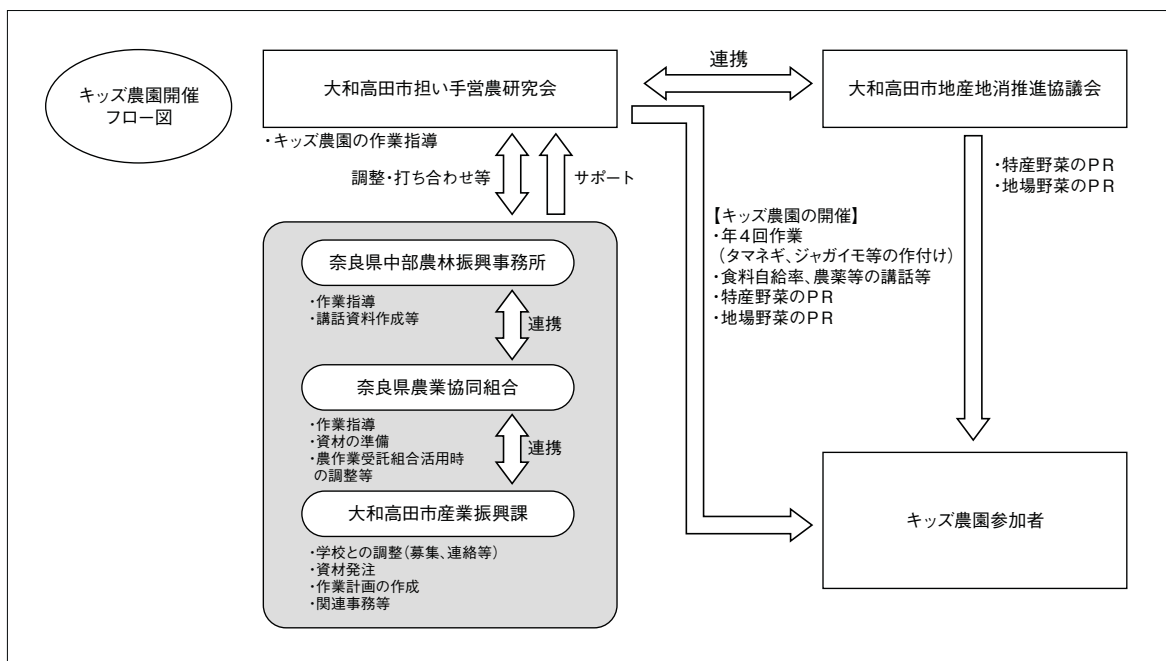 キッズ農園開催
フロー図
大和高田市担い手営農研究会
・キッズ農園の作業指導
連携
大和高田市地産地消推進協議会
調整・打ち合わせ等
サポート
・特産野菜のPR
・地場野菜のPR
【キッズ農園の開催】
・年4回作業
(タマネギ、ジャガイモ等の作付け)
・食料自給率、農薬等の講話等
・特産野菜のPR
・地場野菜のPR
奈良県中部農林振興事務所
・作業指導
・講話資料作成等
連携
奈良県農業協同組合
・作業指導
・資材の準備
・農作業受託組合活用時
の調整等
連携
大和高田市産業振興課
・学校との調整(募集、連絡等)
・資材発注
・作業計画の作成
・関連事務等
キッズ農園参加者